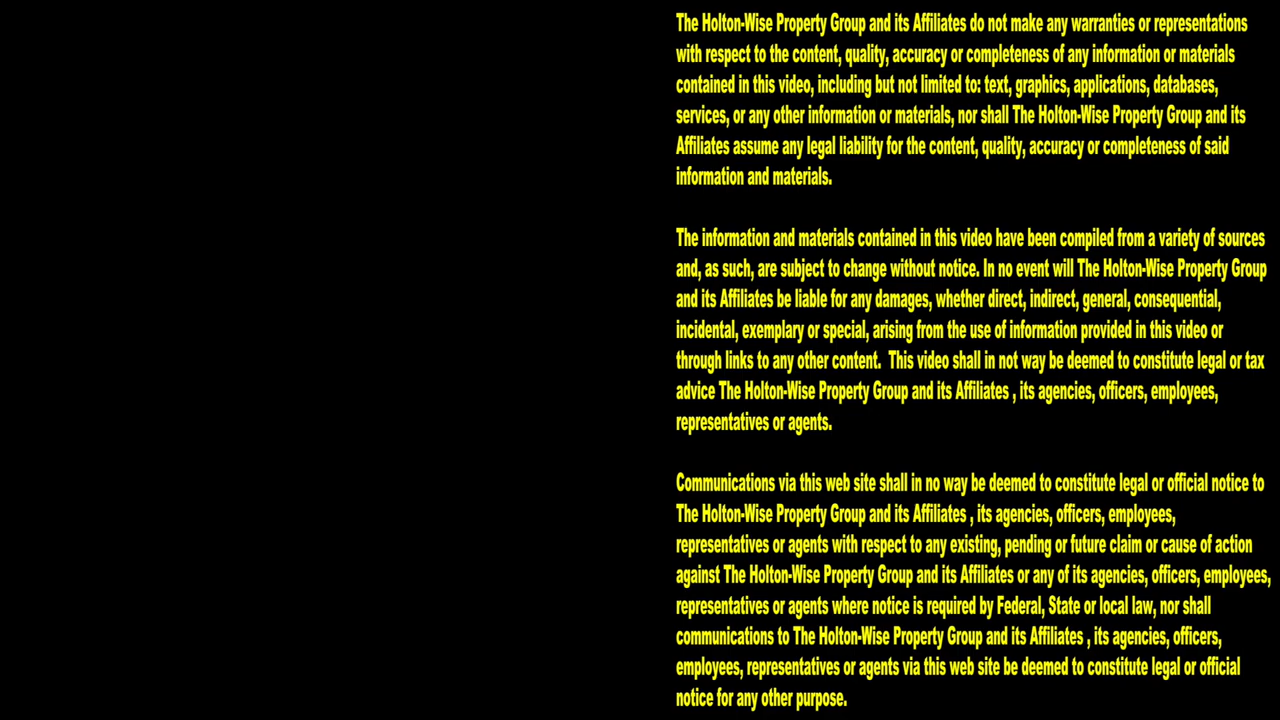 The Holton-Wise Property Group and its Affiliates do not make any warranties or representations
with respect to the content, quality, accuracy or completeness of any information or materials
contained in this video, including but not limited to: text, graphics, applications, databases,
services, or any other information or materials, nor shall The Holton-Wise Property Group and its
Affiliates assume any legal liability for the content, quality, accuracy or completeness of said
information and materials.
The information and materials contained in this video have been compiled from a variety of sources
and, as such, are subject to change without notice. In no event will The Holton-Wise Property Group
and its Affiliates be liable for any damages, whether direct, indirect, general, consequential,
incidental, exemplary or special, arising from the use of information provided in this video or
through links to any other content.  This video shall in not way be deemed to constitute legal or tax
advice The Holton-Wise Property Group and its Affiliates , its agencies, officers, employees,
representatives or agents.
Communications via this web site shall in no way be deemed to constitute legal or official notice to
The Holton-Wise Property Group and its Affiliates , its agencies, officers, employees,
representatives or agents with respect to any existing, pending or future claim or cause of action
against The Holton-Wise Property Group and its Affiliates or any of its agencies, officers, employees,
representatives or agents where notice is required by Federal, State or local law, nor shall
communications to The Holton-Wise Property Group and its Affiliates , its agencies, officers,
employees, representatives or agents via this web site be deemed to constitute legal or official
notice for any other purpose.